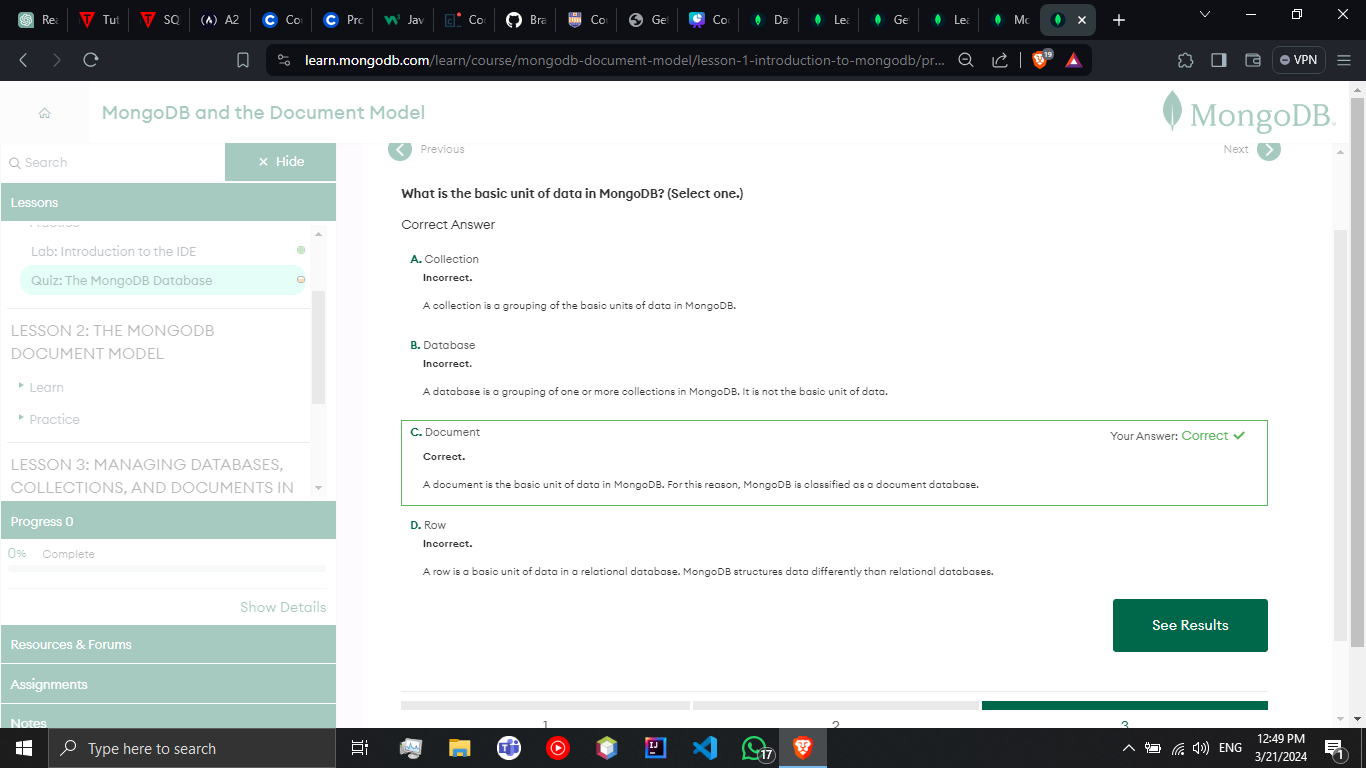 Rea
Tut
SQ
A2
Cou
Pro
Jav
Co
Bra
Cou
Get
Co
Da
Lea
Ge
Lea
Mo
learn.mongodb.com/learn/course/mongodb-document-model/lesson-1-introduction-to-mongodb/pr...
19
VPN
MongoDB and the Document Model
MongoDB.
Search
Hide
Previous
Next
Lessons
Practice
Lab: Introduction to the IDE
Quiz: The MongoDB Database
LESSON 2: THE MONGODB
DOCUMENT MODEL
Learn
Practice
LESSON 3: MANAGING DATABASES,
COLLECTIONS, AND DOCUMENTS IN
Progress 0
0% Complete
Show Details
Resources & Forums
Assignments
Notes
What is the basic unit of data in MongoDB? (Select one.)
Correct Answer
A. Collection
Incorrect.
A collection is a grouping of the basic units of data in MongoDB.
B. Database
Incorrect.
A database is a grouping of one or more collections in MongoDB. It is not the basic unit of data.
C. Document
Your Answer: Correct
Correct.
A document is the basic unit of data in MongoDB. For this reason, MongoDB is classified as a document database.
D. Row
Incorrect.
A row is a basic unit of data in a relational database. MongoDB structures data differently than relational databases.
See Results
1
2
3
Type here to search
17
ENG
12:49 PM
3/21/2024
1